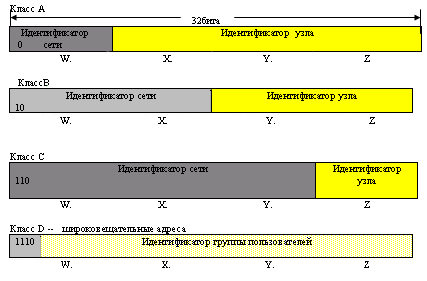 Класс А
32бита
Идентификатор Идентификатор узла
0 сети
W. X. Y. Z
КлассВ
Идентификатор сети Идентификатор узла
10
W. X. Y. Z
Класс С
Идентификатор сети Идентификатор
110 узла
W. X. Y. Z
Класс D -- широковещательные адреса
1110 Идентификатор группы пользователей
W. X. Y. Z